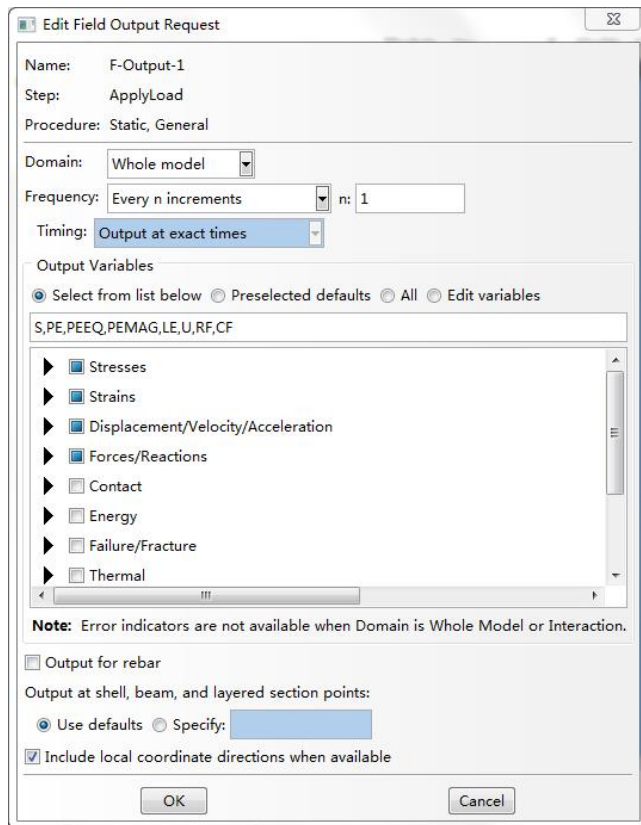 Edit Field Output Request
Name: F-Output-1
Step: ApplyLoad
Procedure: Static, General
Domain: Whole model
Frequency: Every n increments n: 1
Timing: Output at exact times
Output Variables
Select from list below Preselected defaults All Edit variables
S,PE,PEEQ,PEMAG,LE,U,RF,CF
Stresses
Strains
Displacement/Velocity/Acceleration
Forces/Reactions
Contact
Energy
Failure/Fracture
Thermal
Note: Error indicators are not available when Domain is Whole Model or Interaction.
Output for rebar
Output at shell, beam, and layered section points:
Use defaults Specify:
Include local coordinate directions when available
OK Cancel